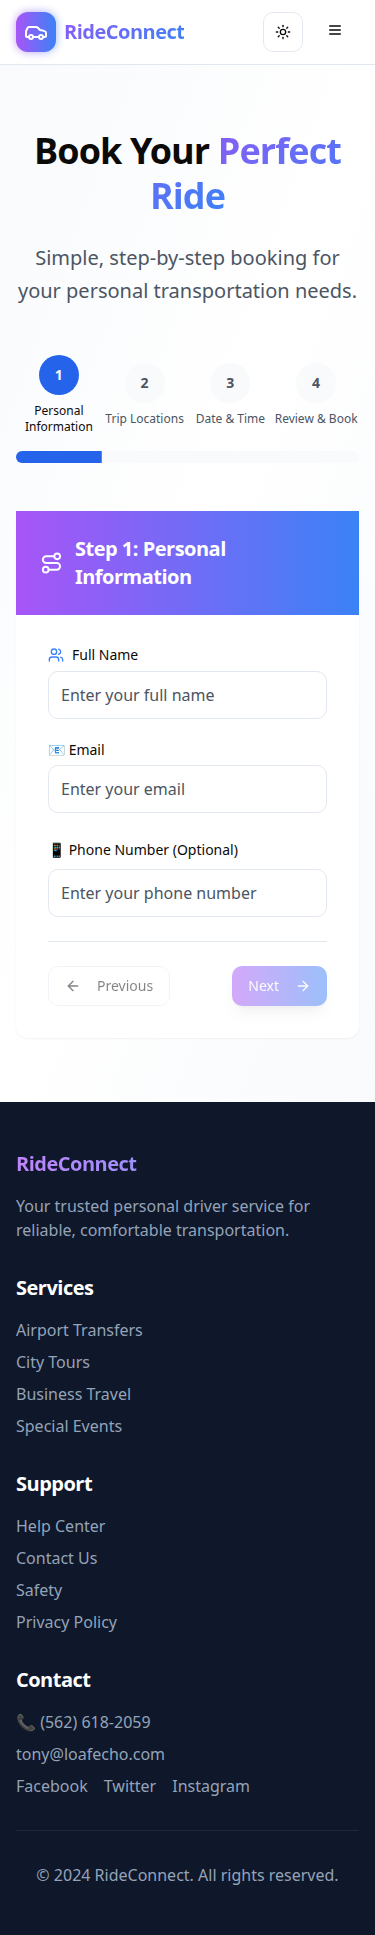 RideConnect
Book Your Perfect
Ride
Simple, step-by-step booking for
your personal transportation needs.
1
Personal
Information
2
Trip Locations
3
Date & Time
4
Review & Book
Step 1: Personal
Information
Full Name
Enter your full name
📧 Email
Enter your email
📱 Phone Number (Optional)
Enter your phone number
Previous
Next
RideConnect
Your trusted personal driver service for
reliable, comfortable transportation.
Services
Airport Transfers
City Tours
Business Travel
Special Events
Support
Help Center
Contact Us
Safety
Privacy Policy
Contact
📞 (562) 618-2059
tony@loafecho.com
Facebook Twitter Instagram
© 2024 RideConnect. All rights reserved.